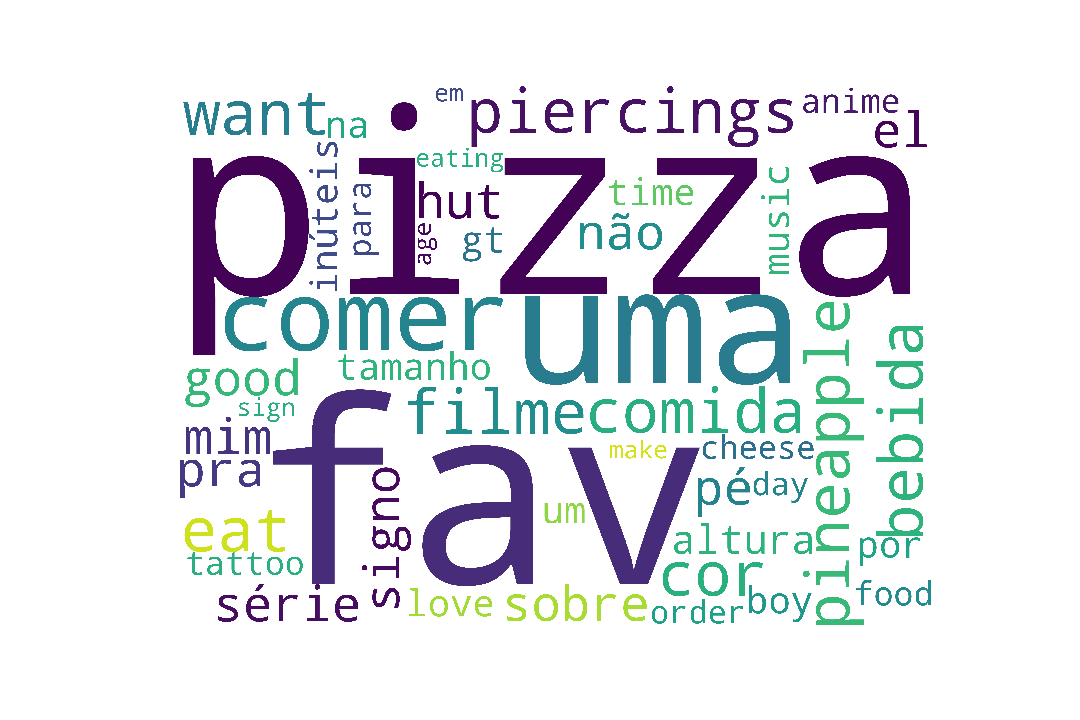 em
piercings
anime
want
na
el
pizza
inúteis
para
eating
hut
age
gt
time
não
music
comer
uma
good
tamanho
sign
filme
comida
pineapple
bebida
mim
pra
fav
make
cheese
signo
pé
day
eat
um
tattoo
altura
por
série
love
sobre
cor
order
boy
food